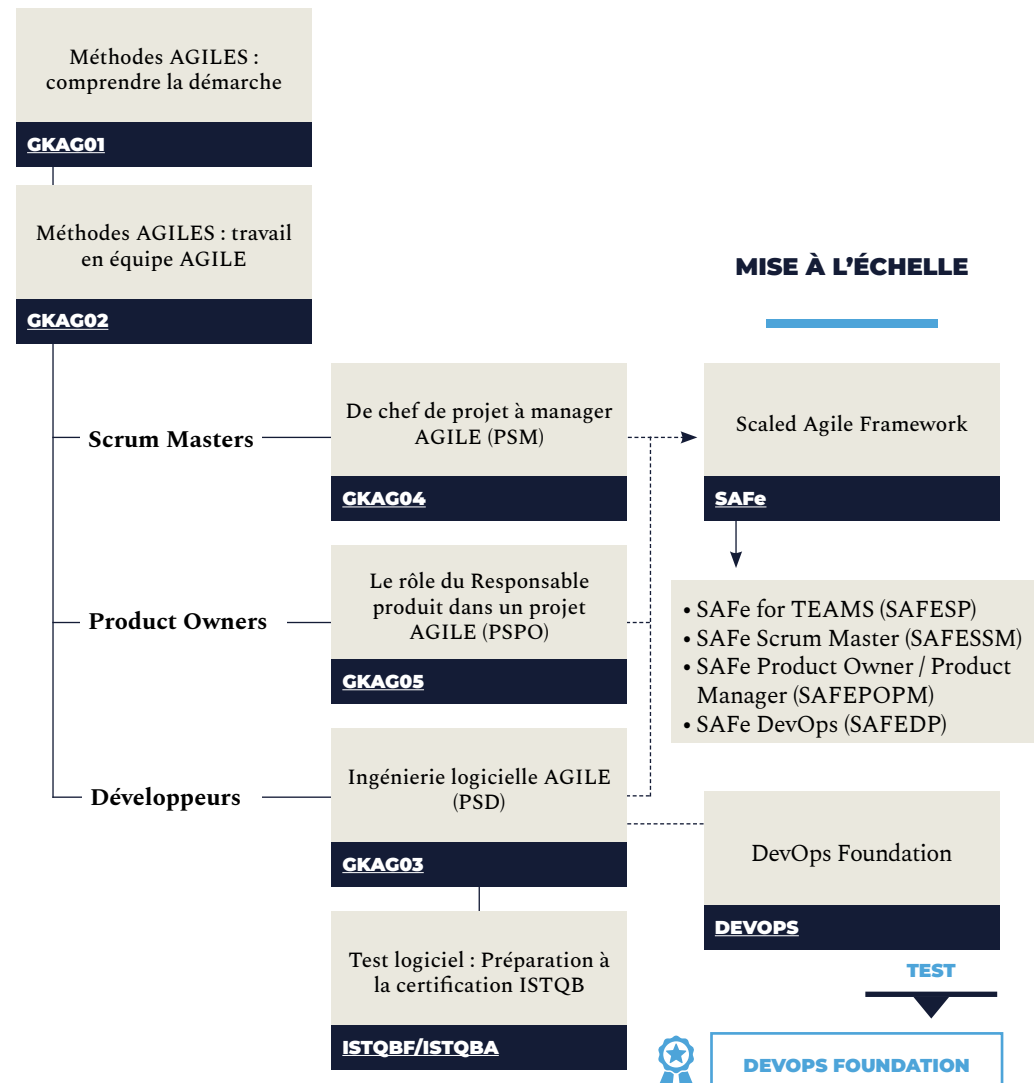 Méthodes AGILES :
comprendre la démarche
GKAG01
Méthodes AGILES : travail
en équipe AGILE
GKAG02
MISE À L’ÉCHELLE
Scrum Masters
De chef de projet à manager
AGILE (PSM)
GKAG04
Scaled Agile Framework
SAFe
Product Owners
Le rôle du Responsable
produit dans un projet
AGILE (PSPO)
GKAG05
• SAFe for TEAMS (SAFESP)
• SAFe Scrum Master (SAFESSM)
• SAFe Product Owner / Product
Manager (SAFEPOPM)
• SAFe DevOps (SAFEDP)
Développeurs
Ingénierie logicielle AGILE
(PSD)
GKAG03
DevOps Foundation
DEVOPS
Test logiciel : Préparation à
la certification ISTQB
ISTQBF/ISTQBA
TEST
DEVOPS FOUNDATION